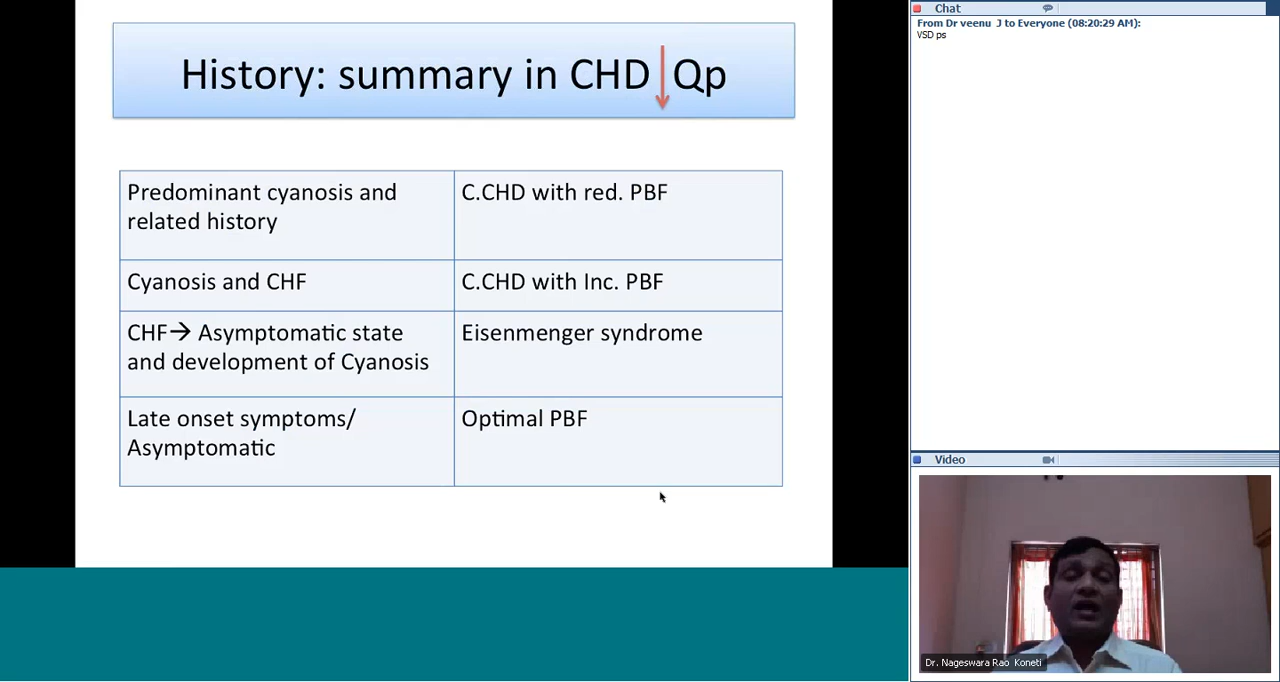 History: summary in CHD ↓Qp
Predominant cyanosis and
related history
C.CHD with red. PBF
Cyanosis and CHF
C.CHD with Inc. PBF
CHF→ Asymptomatic state
and development of Cyanosis
Eisenmenger syndrome
Late onset symptoms/
Asymptomatic
Optimal PBF
Chat
From Dr veenu J to Everyone (08:20:29 AM):
VSD ps
Video
Dr. Nageswara Rao Koneti